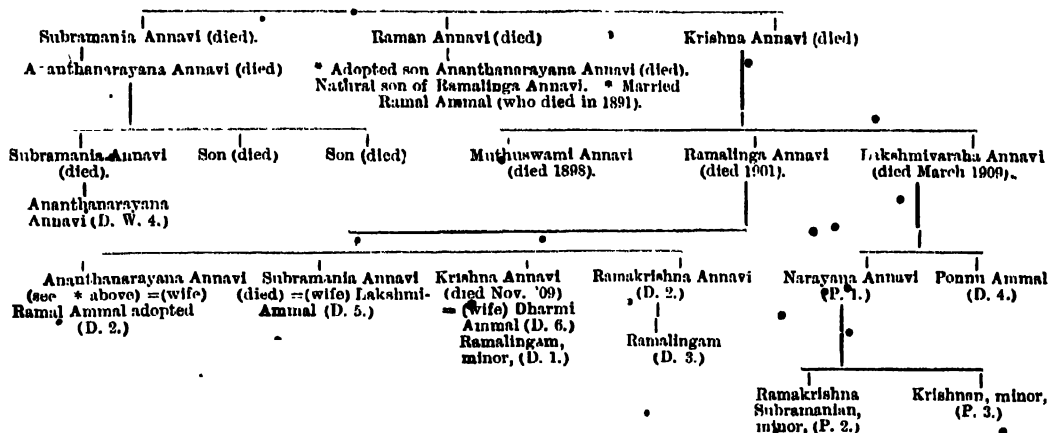 Subramania Annavi (died).
Raman Annavi (died)
Krishna Annavi (died)
Ananthanarayana Annavi (died)
* Adopted son Ananthanarayana Annavi (died).
Natural son of Ramalinga Annavi. * Married
Ramal Ammal (who died in 1891).
Subramania Annavi
(died).
Son (died)
Son (died)
Muthuswami Annavi
(died 1898).
Ramalinga Annavi
(died 1901).
Lakshmivaraha Annavi
(died March 1909).
Ananthanarayana
Annavi (D. W. 4.)
Ananthanarayana Annavi
(see * above) = (wife)
Ramal Ammal adopted
(D. 2.)
Subramania Annavi
(died) = (wife) Lakshmi-
Ammal (D. 5.)
Krishna Annavi
(died Nov. '09)
= (wife) Dharmi
Ammal (D. 6.)
Ramalingam,
minor, (D. 1.)
Ramakrishna Annavi
(D. 2.)
Ramalingam
(D. 3.)
Narayana Annavi
(P. 1.)
Ponnu Ammal
(D. 4.)
Ramakrishna
Subramanian,
minor, (P. 2.)
Krishnan, minor,
(P. 3.)